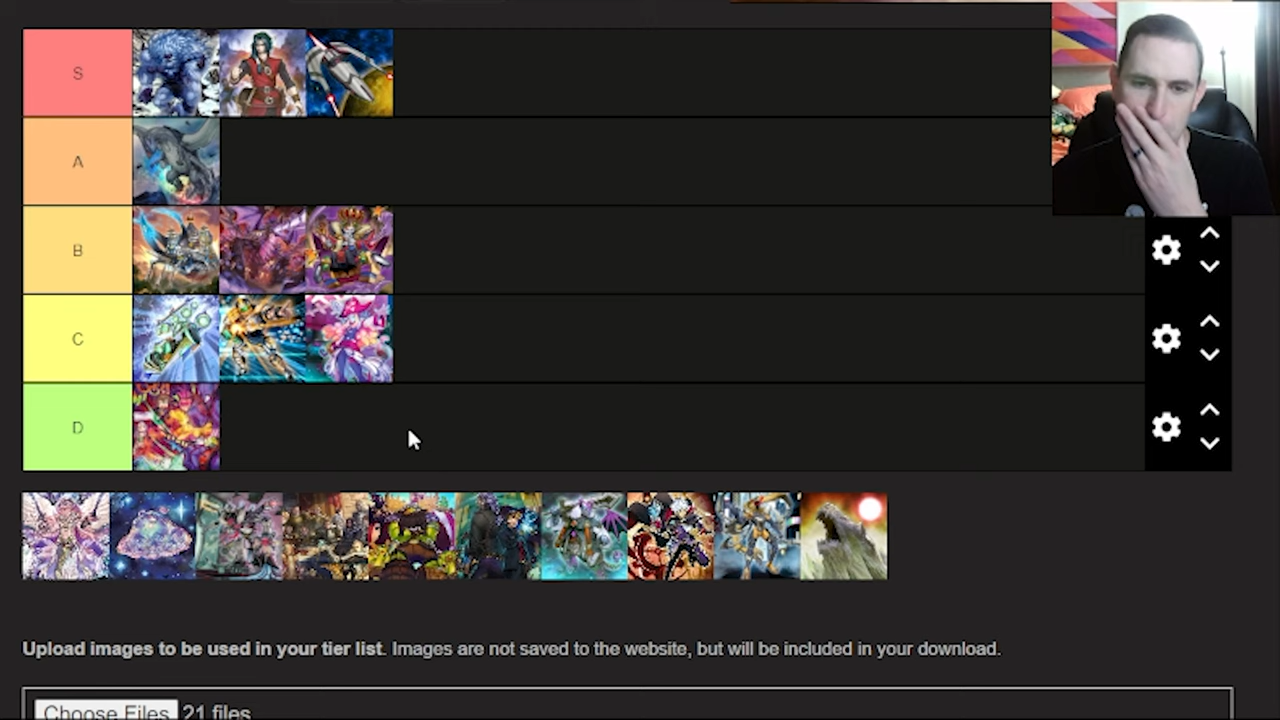 S
A
B
C
D
Upload images to be used in your tier list. Images are not saved to the website, but will be included in your download.
Choose Files 21 files